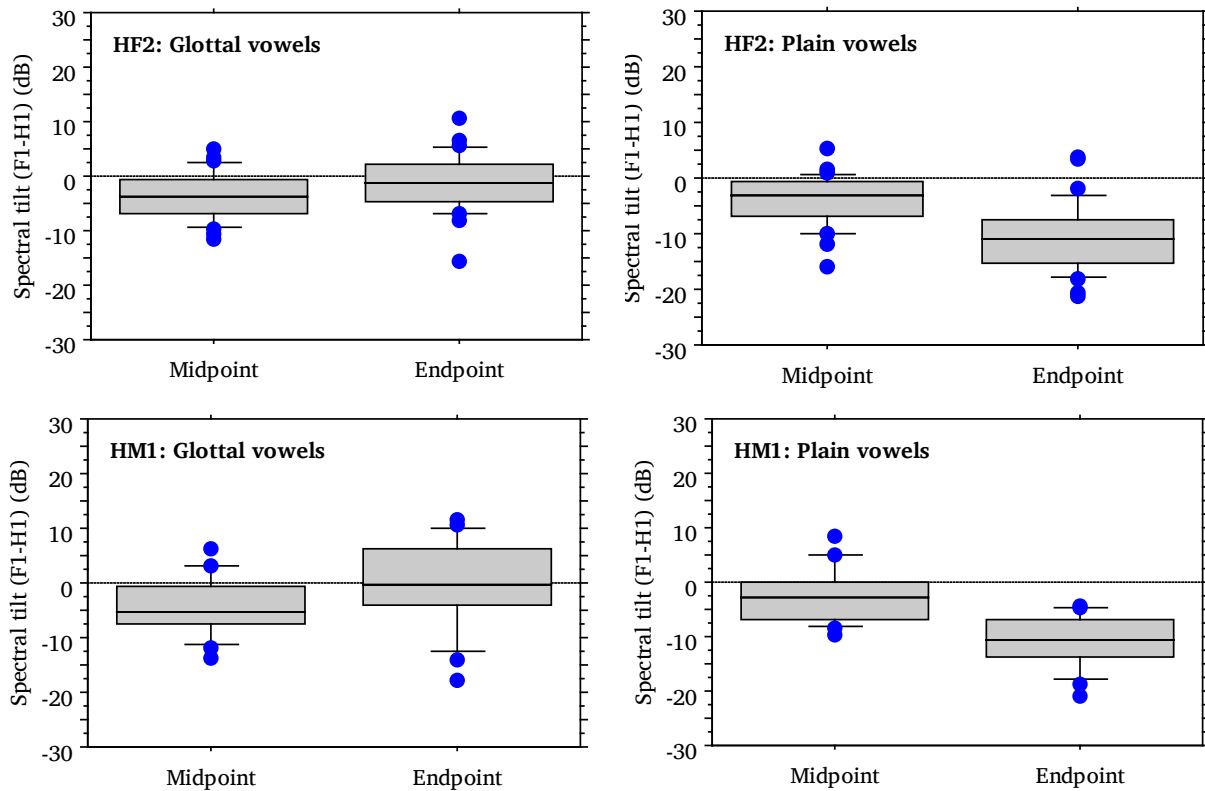 HF2: Glottal vowels
Spectral tilt (F1-H1) (dB)
30
20
10
0
-10
-20
-30
Midpoint Endpoint
HF2: Plain vowels
Spectral tilt (F1-H1) (dB)
30
20
10
0
-10
-20
-30
Midpoint Endpoint
HM1: Glottal vowels
Spectral tilt (F1-H1) (dB)
30
20
10
0
-10
-20
-30
Midpoint Endpoint
HM1: Plain vowels
Spectral tilt (F1-H1) (dB)
30
20
10
0
-10
-20
-30
Midpoint Endpoint